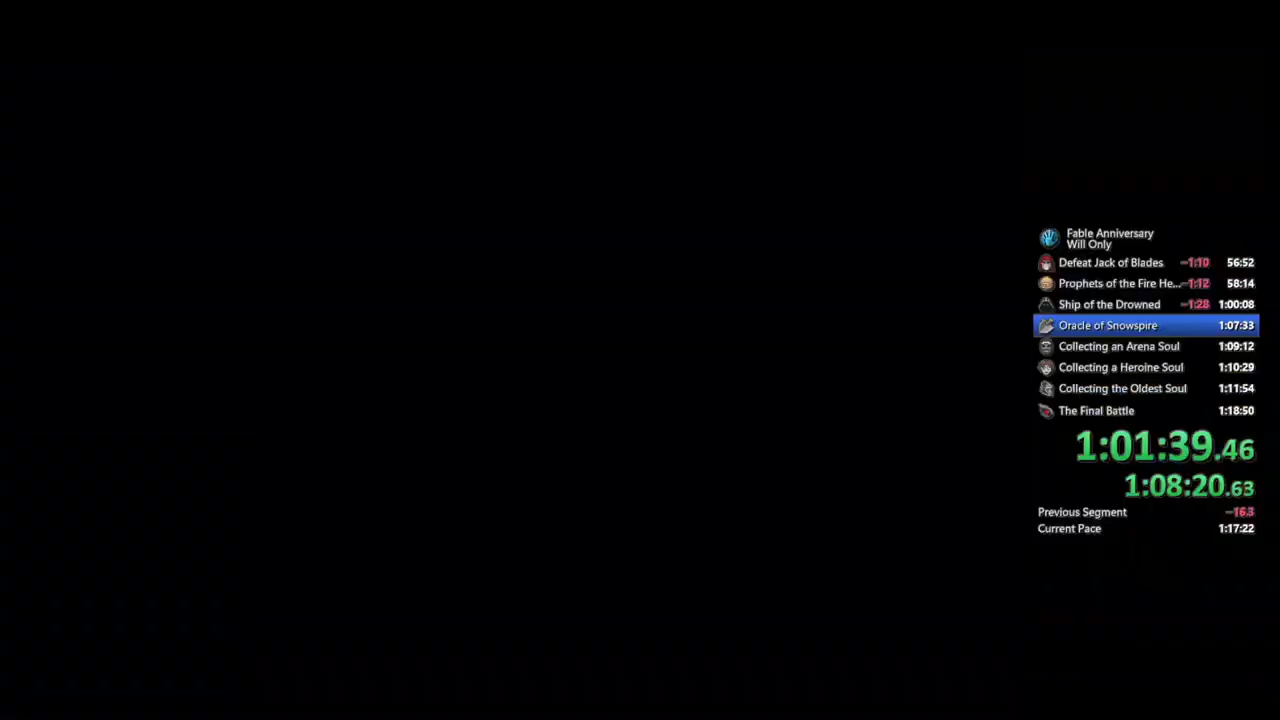 Fable Anniversary
Will Only
Defeat Jack of Blades −1:10 56:52
Prophets of the Fire He... −1:12 58:14
Ship of the Drowned −1:28 1:00:08
Oracle of Snowspire 1:07:33
Collecting an Arena Soul 1:09:12
Collecting a Heroine Soul 1:10:29
Collecting the Oldest Soul 1:11:54
The Final Battle 1:18:50
1:01:39.46
1:08:20.63
Previous Segment −16.3
Current Pace 1:17:22